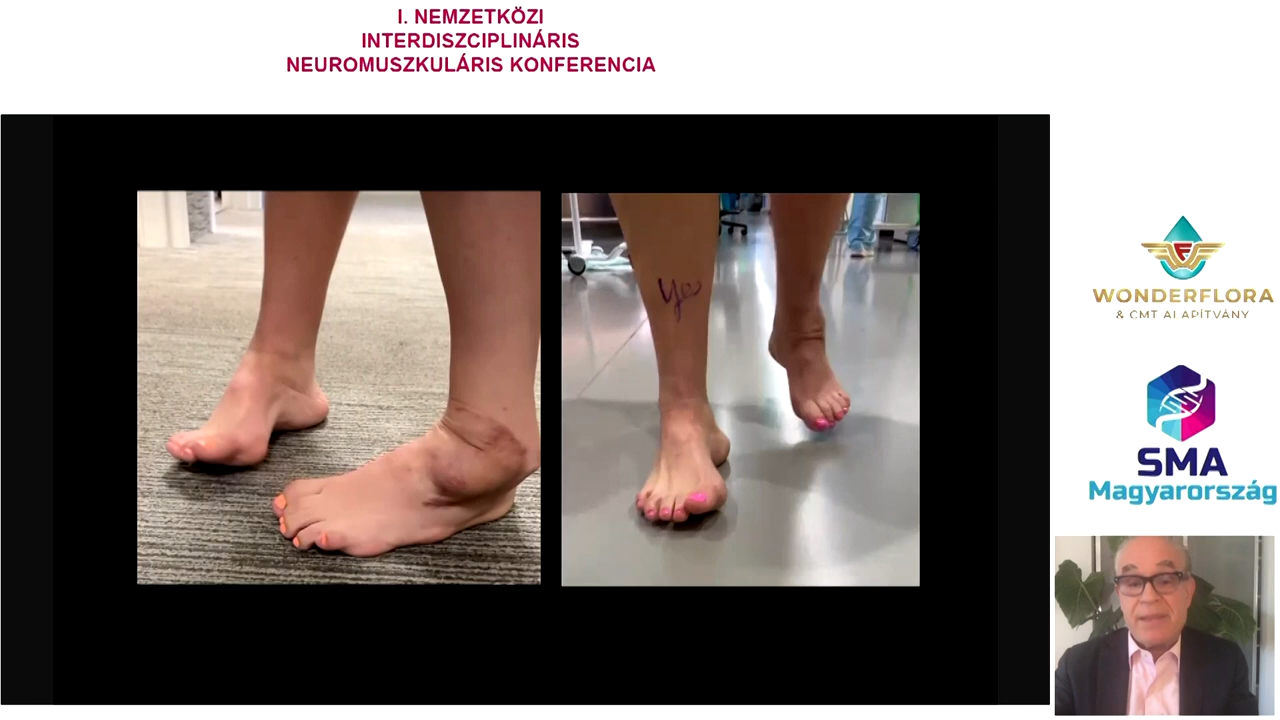 I. NEMZETKÖZI
INTERDISZCIPLINÁRIS
NEUROMUSZKULÁRIS KONFERENCIA
WONDERFLORA
& CMT ALAPÍTVÁNY
SMA
Magyarország